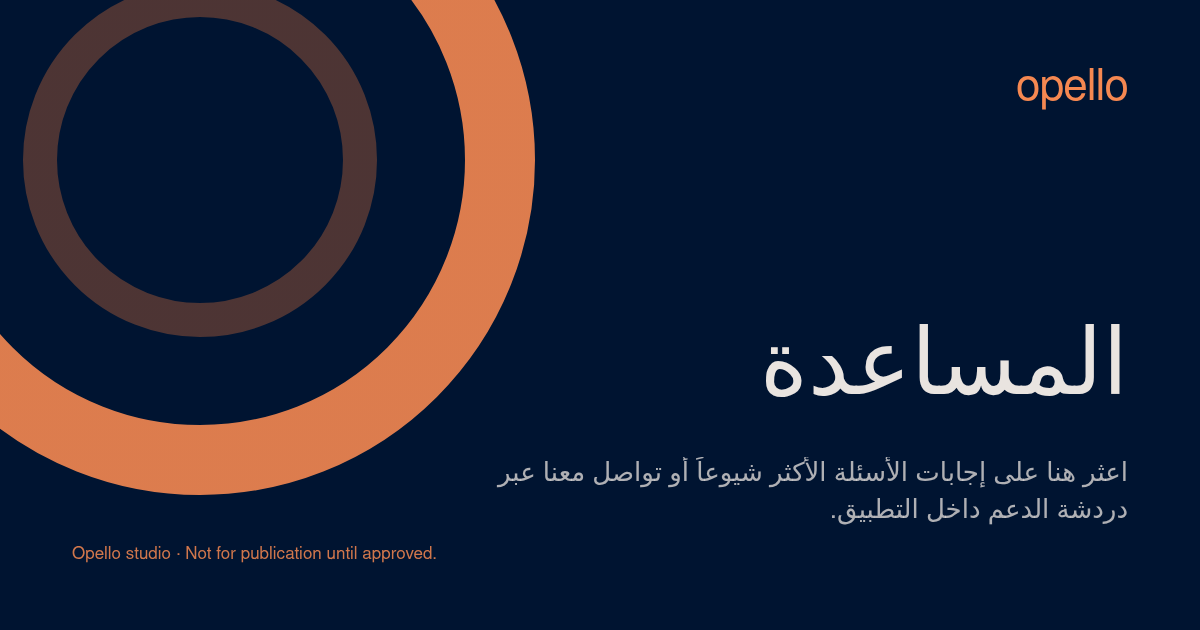 opello
المساعدة
اعثر هنا على إجابات الأسئلة الأكثر شيوعاً أو تواصل معنا عبر
دردشة الدعم داخل التطبيق.
Opello studio · Not for publication until approved.